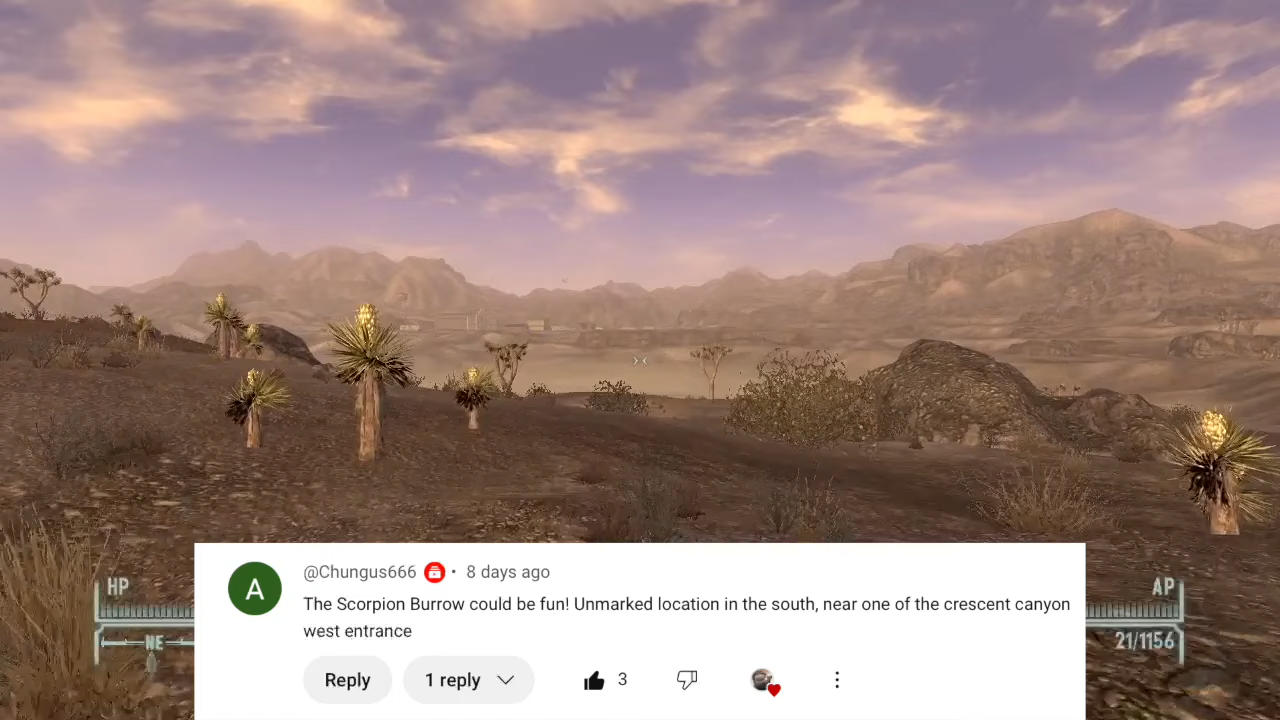 @Chungus666 • 8 days ago
The Scorpion Burrow could be fun! Unmarked location in the south, near one of the crescent canyon
west entrance
HP
AP
NE
21/1156
A
Reply
1 reply
3